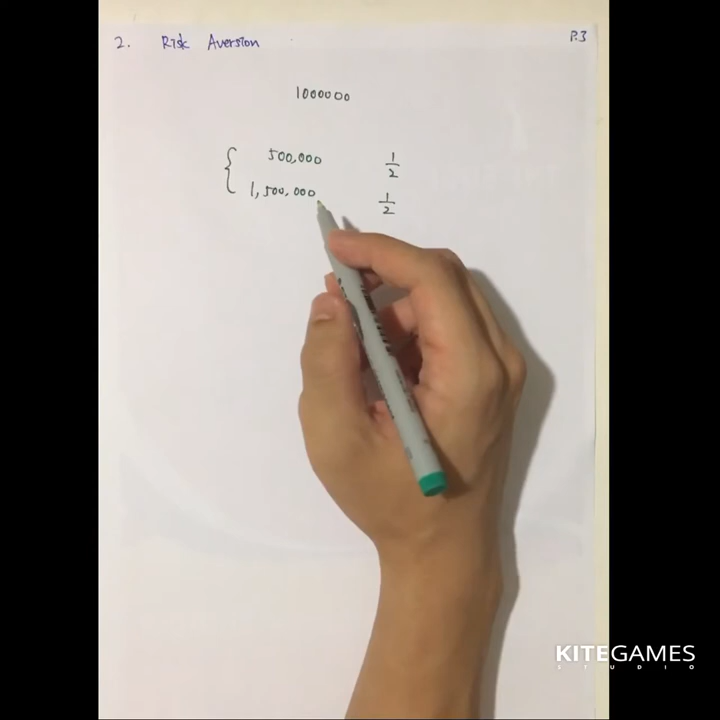 2. Risk Aversion P.3
1000000
500,000 1/2
1,500,000 1/2
KITEGAMES
STUDIO